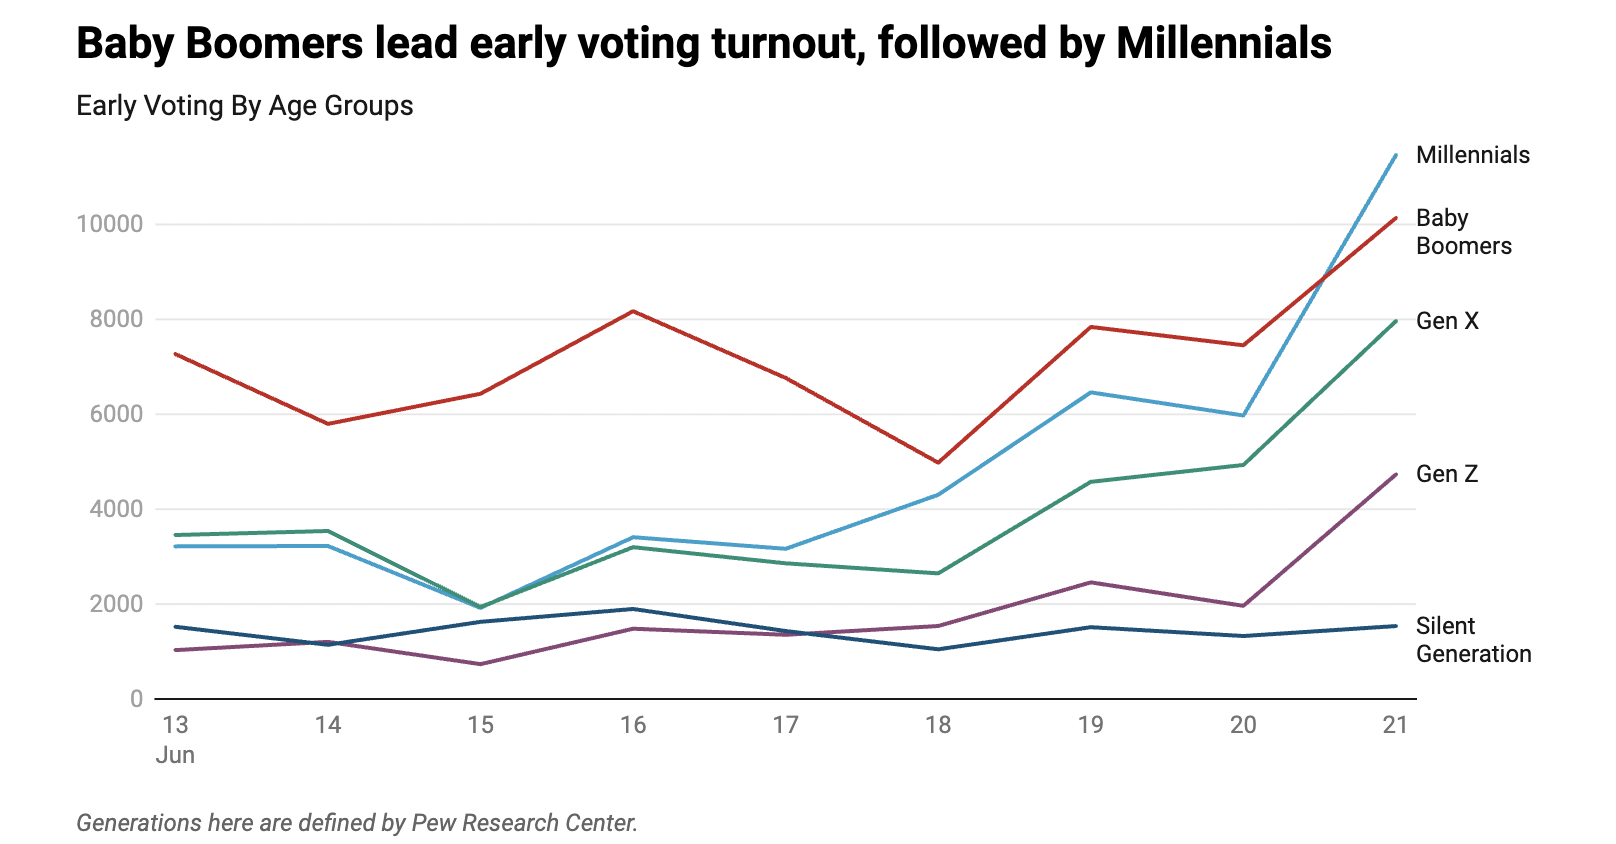 Baby Boomers lead early voting turnout, followed by Millennials
Early Voting By Age Groups
Millennials
10000
Baby
Boomers
8000
Gen X
6000
Gen Z
4000
2000
Silent
Generation
0
13 14 15 16 17 18 19 20 21
Jun
Generations here are defined by Pew Research Center.